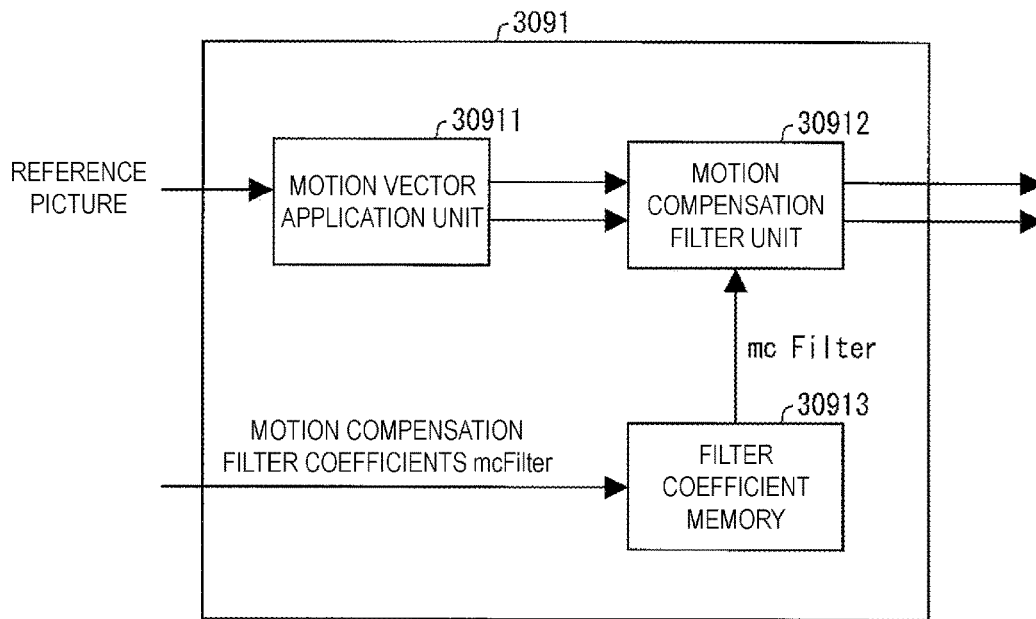 3091
30911
30912
REFERENCE
PICTURE
MOTION VECTOR
APPLICATION UNIT
MOTION
COMPENSATION
FILTER UNIT
mc Filter
30913
MOTION COMPENSATION
FILTER COEFFICIENTS mcFilter
FILTER
COEFFICIENT
MEMORY